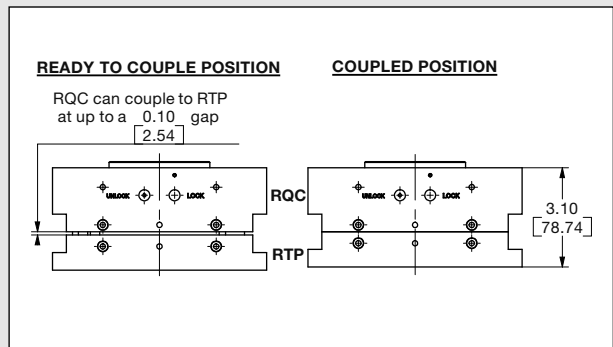 READY TO COUPLE POSITION
COUPLED POSITION
RQC can couple to RTP
at up to a 0.10 gap
[2.54]
UNLOCK LOCK
RQC
UNLOCK LOCK
3.10
[78.74]
RTP